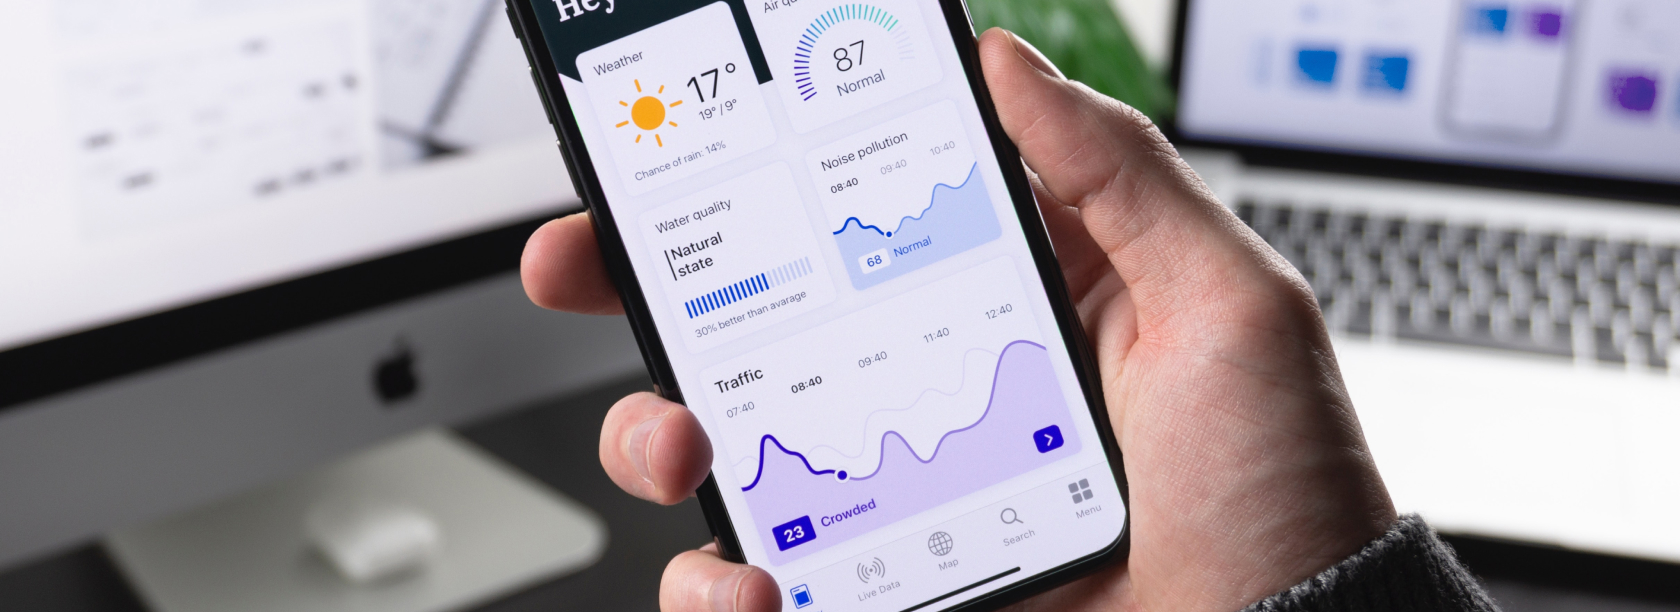 Hey
Weather
17°
19° / 9°
Chance of rain: 14%
Air qu
87
Normal
Water quality
Natural
state
30% better than avarage
Noise pollution
08:40 09:40 10:40
68 Normal
Traffic
07:40 08:40 09:40 11:40 12:40
23 Crowded
Live Data
Map
Search
Menu